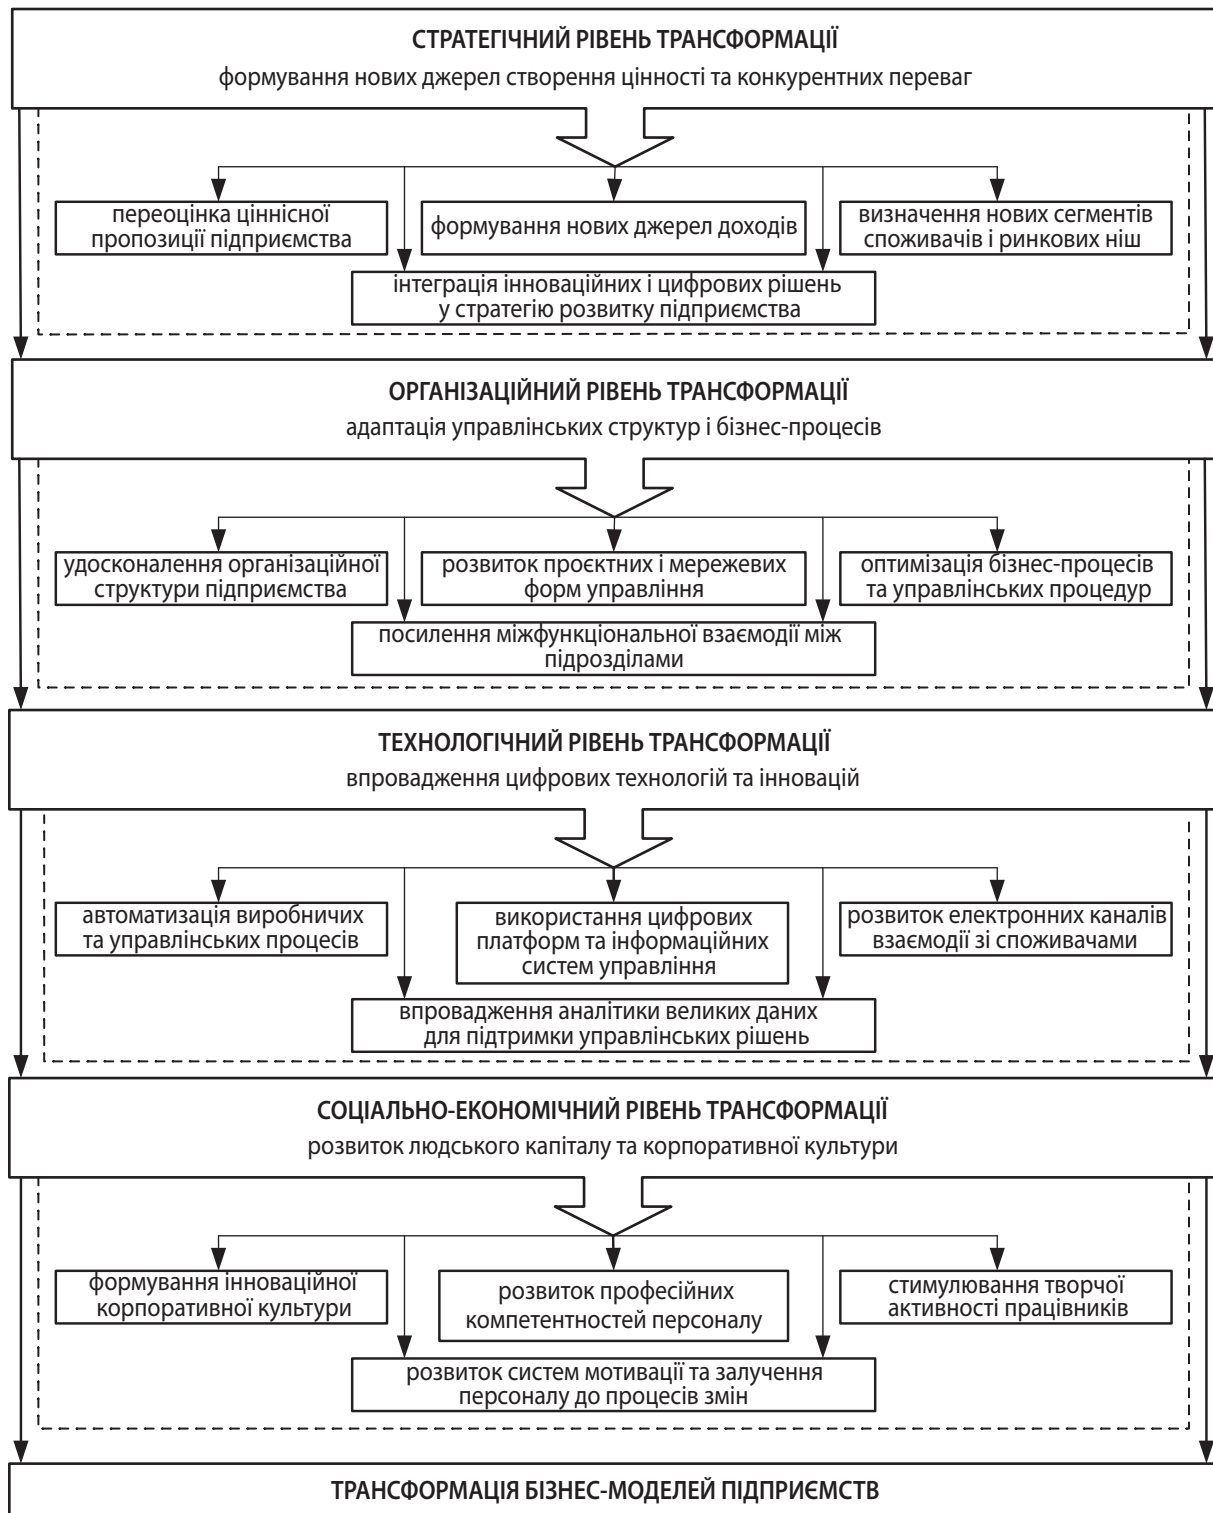 СТРАТЕГІЧНИЙ РІВЕНЬ ТРАНСФОРМАЦІЇ
формування нових джерел створення цінності та конкурентних переваг
переоцінка ціннісної
пропозиції підприємства
формування нових джерел доходів
визначення нових сегментів
споживачів і ринкових ніш
інтеграція інноваційних і цифрових рішень
у стратегію розвитку підприємства
ОРГАНІЗАЦІЙНИЙ РІВЕНЬ ТРАНСФОРМАЦІЇ
адаптація управлінських структур і бізнес-процесів
удосконалення організаційної
структури підприємства
розвиток проєктних і мережевих
форм управління
оптимізація бізнес-процесів
та управлінських процедур
посилення міжфункціональної взаємодії між
підрозділами
ТЕХНОЛОГІЧНИЙ РІВЕНЬ ТРАНСФОРМАЦІЇ
впровадження цифрових технологій та інновацій
автоматизація виробничих
та управлінських процесів
використання цифрових
платформ та інформаційних
систем управління
розвиток електронних каналів
взаємодії зі споживачами
впровадження аналітики великих даних
для підтримки управлінських рішень
СОЦІАЛЬНО-ЕКОНОМІЧНИЙ РІВЕНЬ ТРАНСФОРМАЦІЇ
розвиток людського капіталу та корпоративної культури
формування інноваційної
корпоративної культури
розвиток професійних
компетентностей персоналу
стимулювання творчої
активності працівників
розвиток систем мотивації та залучення
персоналу до процесів змін
ТРАНСФОРМАЦІЯ БІЗНЕС-МОДЕЛЕЙ ПІДПРИЄМСТВ